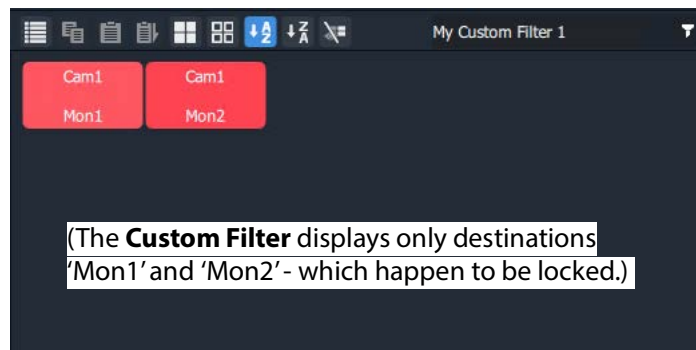 My Custom Filter 1
Cam1 Cam1
Mon1 Mon2
(The Custom Filter displays only destinations
‘Mon1’ and ‘Mon2’ - which happen to be locked.)